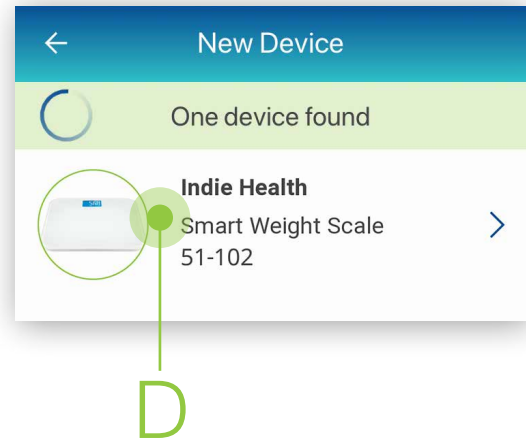 New Device
One device found
Indie Health
Smart Weight Scale
51-102
D